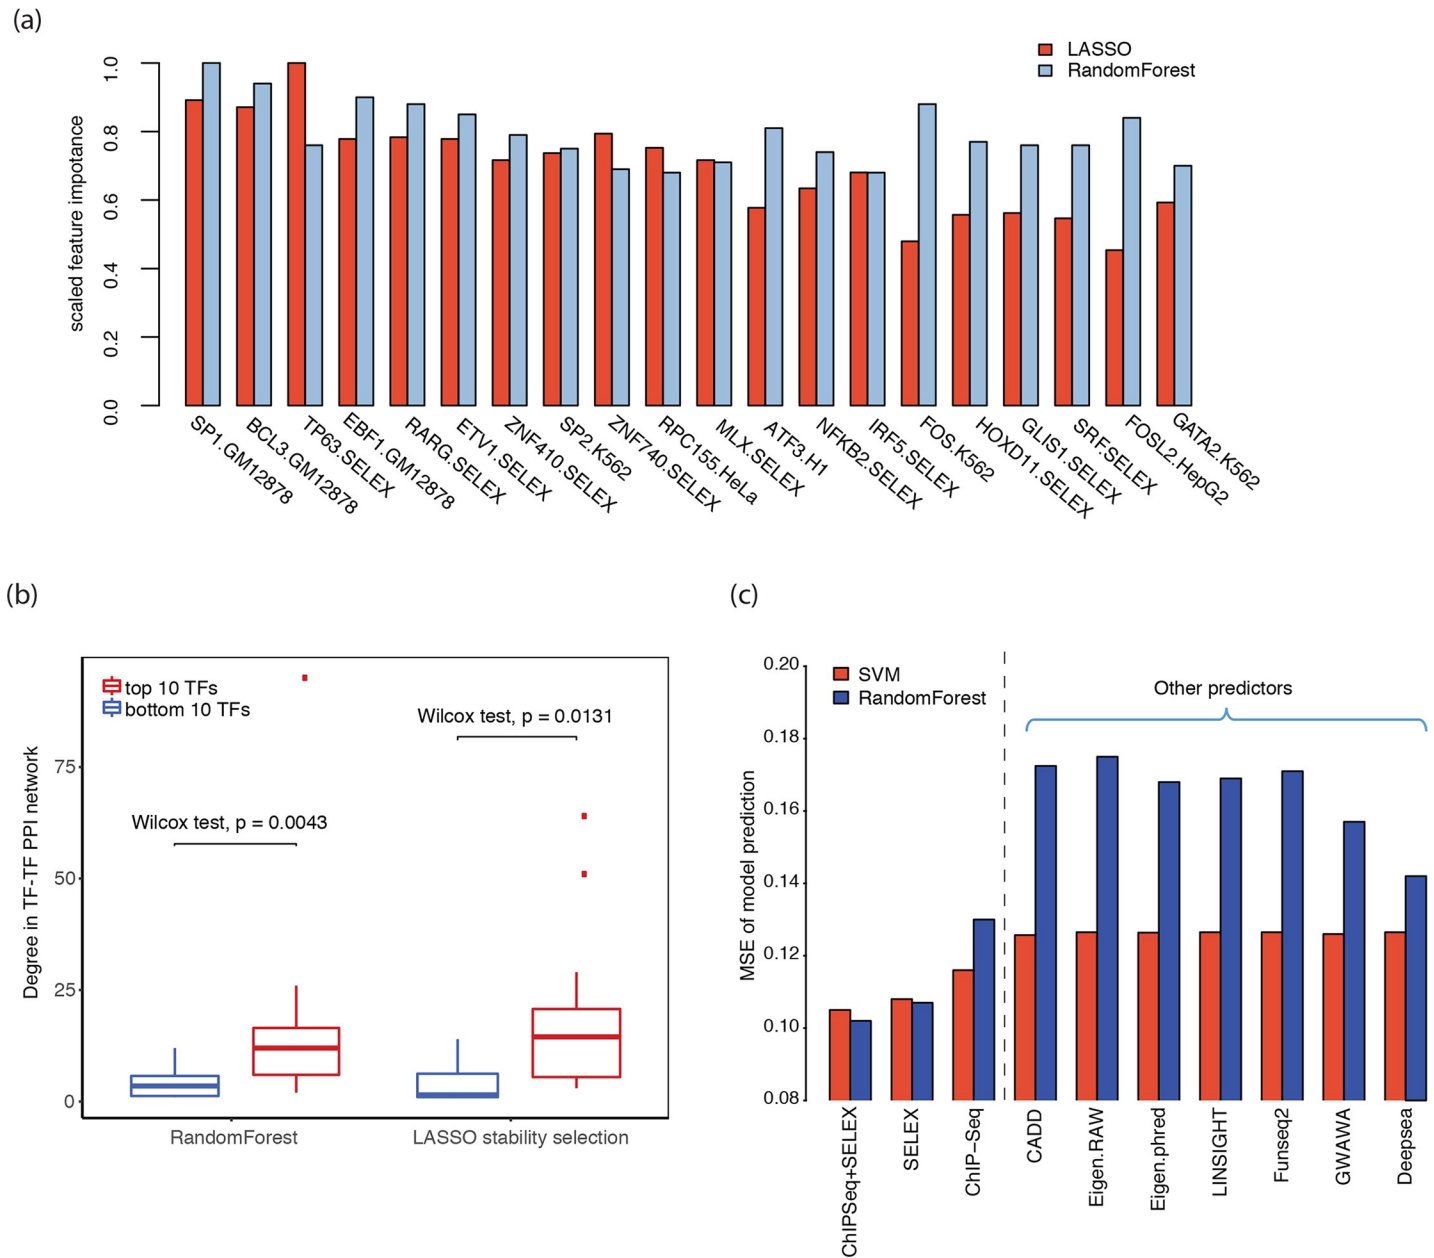 (a)
LASSO
RandomForest
scaled feature impotance
1.0
0.8
0.6
0.4
0.2
0.0
SP1.GM12878
BCL3.GM12878
TP63.SELEX
EBF1.GM12878
RARG.SELEX
ETV1.SELEX
ZNF410.SELEX
SP2.K562
ZNF740.SELEX
RPC155.HeLa
MLX.SELEX
ATF3.H1
NFKB2.SELEX
IRF5.SELEX
FOS.K562
HOXD11.SELEX
GLIS1.SELEX
SRF.SELEX
FOSL2.HepG2
GATA2.K562
(b)
top 10 TFs
bottom 10 TFs
Wilcox test, p = 0.0131
Wilcox test, p = 0.0043
Degree in TF-TF PPI network
75
50
25
0
RandomForest
LASSO stability selection
(c)
SVM
RandomForest
Other predictors
MSE of model prediction
0.20
0.18
0.16
0.14
0.12
0.10
0.08
ChIPSeq+SELEX
SELEX
ChIP−Seq
CADD
Eigen.RAW
Eigen.phred
LINSIGHT
Funseq2
GWAWA
Deepsea